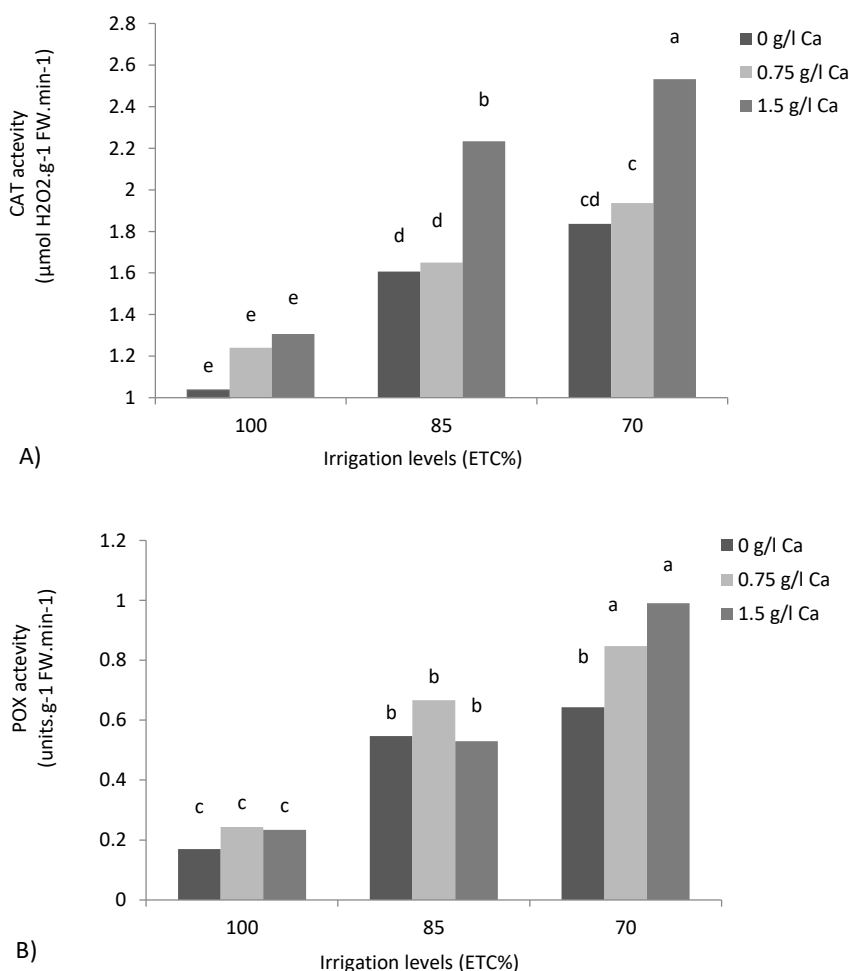 2.8
2.6
2.4
2.2
2
1.8
1.6
1.4
1.2
1
CAT actevity
(µmol H2O2.g-1 FW.min-1)
e
e
e
d
d
b
cd
c
a
0 g/l Ca
0.75 g/l Ca
1.5 g/l Ca
100
85
70
Irrigation levels (ETC%)
A)
1.2
1
0.8
0.6
0.4
0.2
0
POX actevity
(units.g-1 FW.min-1)
c
c
c
b
b
b
b
a
a
0 g/l Ca
0.75 g/l Ca
1.5 g/l Ca
100
85
70
Irrigation levels (ETC%)
B)